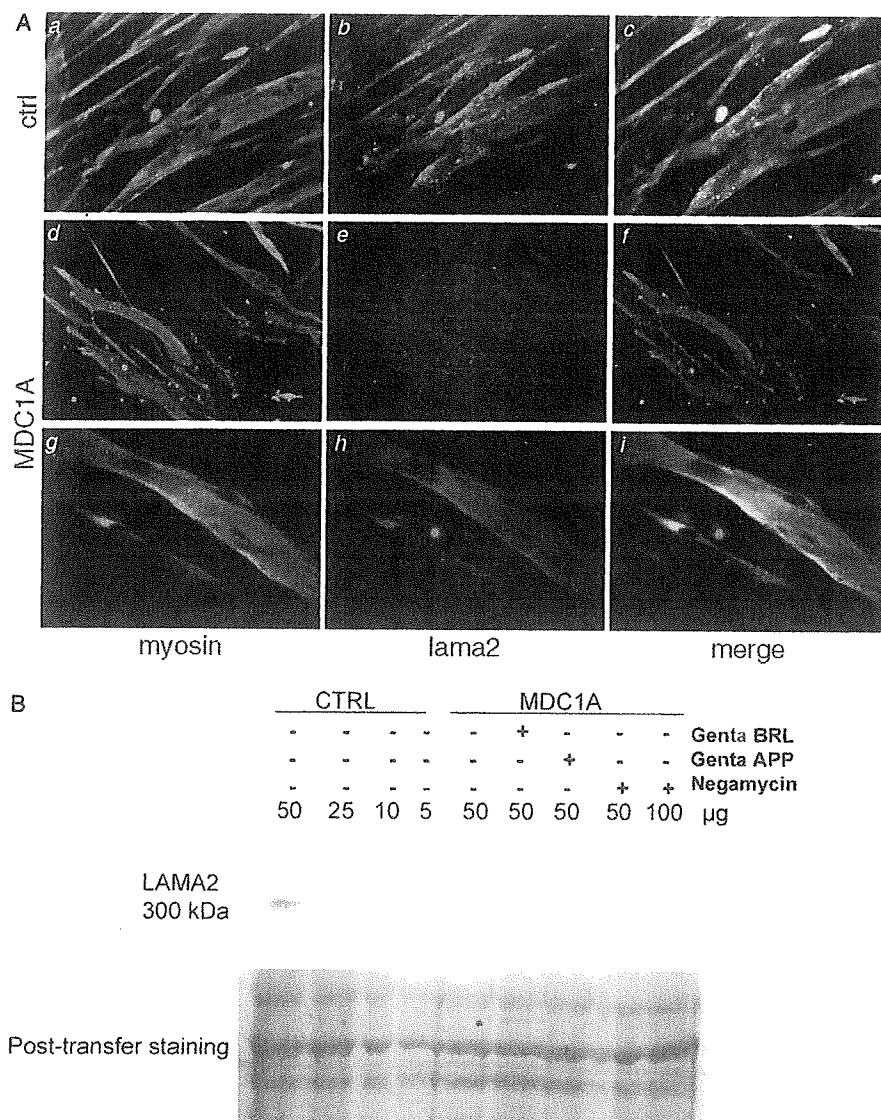 A
a b c
ctrl
d e f
MDC1A
g h i
myosin lama2 merge
B
CTRL MDC1A
- - - - - + - - - Genta BRL
- - - - - - + - - Genta APP
- - - - - - - + + Negamycin
50 25 10 5 50 50 50 50 100 µg
LAMA2
300 kDa
Post-transfer staining